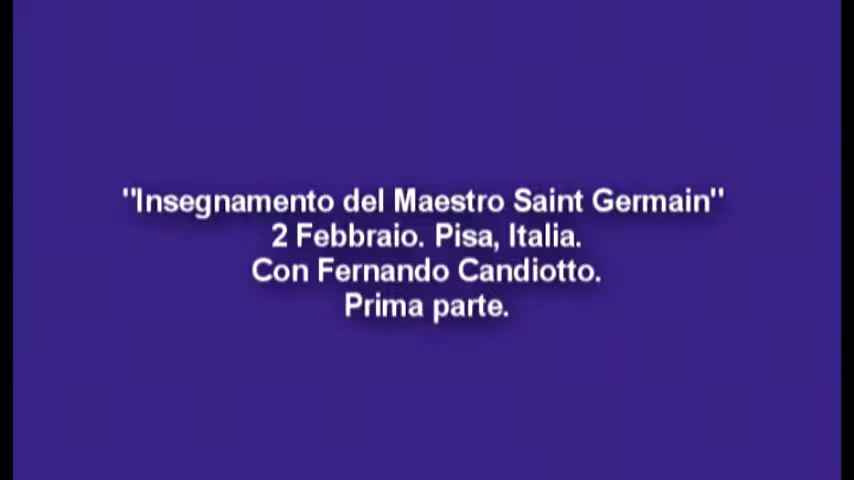 "Insegnamento del Maestro Saint Germain"
2 Febbraio. Pisa, Italia.
Con Fernando Candiotto.
Prima parte.